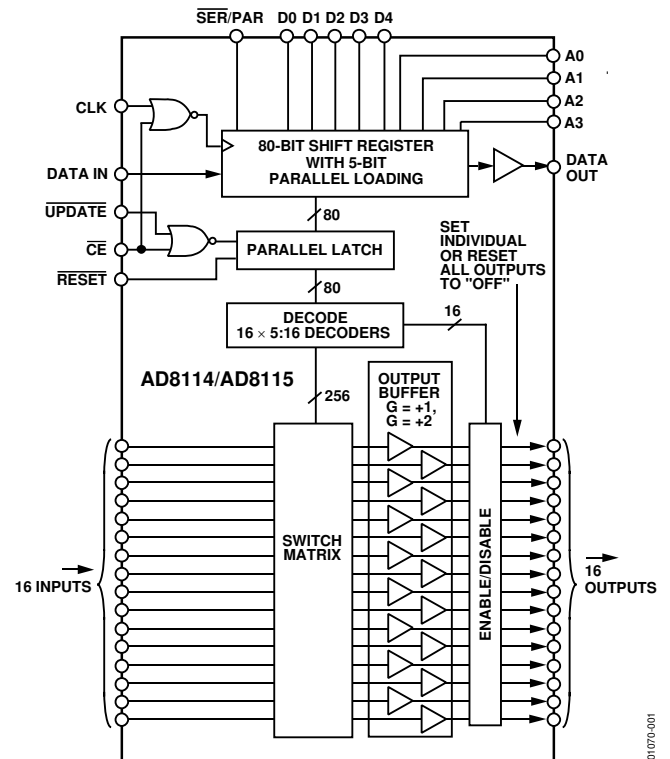 SER/PAR D0 D1 D2 D3 D4
A0
A1
A2
A3
CLK
80-BIT SHIFT REGISTER
WITH 5-BIT
PARALLEL LOADING
DATA IN
DATA
OUT
UPDATE
CE
RESET
80
PARALLEL LATCH
80
SET
INDIVIDUAL
OR RESET
ALL OUTPUTS
TO "OFF"
DECODE
16 × 5:16 DECODERS
16
AD8114/AD8115
256
OUTPUT
BUFFER
G = +1,
G = +2
SWITCH
MATRIX
ENABLE/DISABLE
16 INPUTS
16
OUTPUTS
01070-001